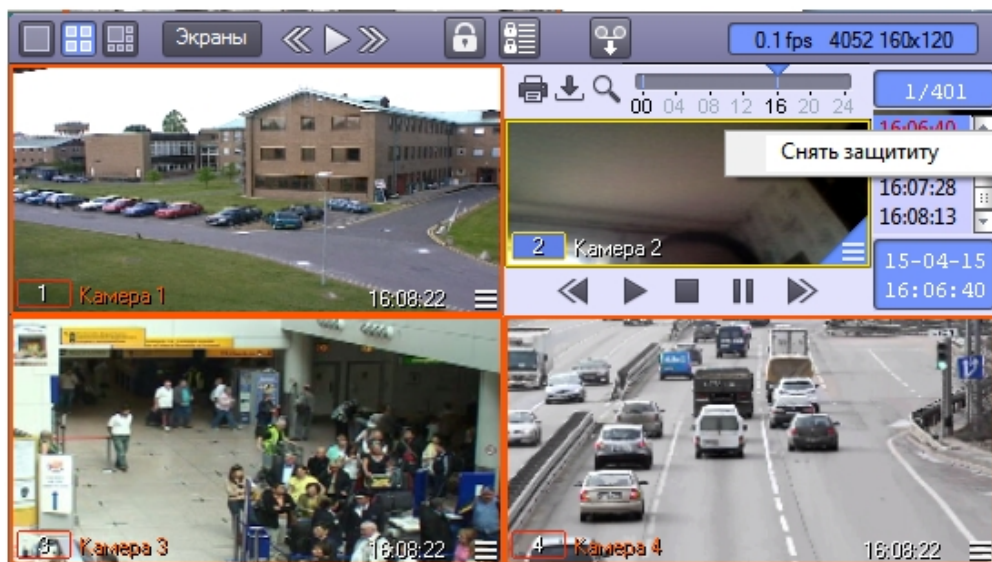 Экраны
0.1 fps 4052 160x120
00 04 08 12 16 20 24
1/401
16:06:40
Снять защититу
16:07:28
16:08:13
2 Камера 2
15-04-15
16:06:40
1 Камера 1 16:08:22
3 Камера 3 16:08:22
4 Камера 4 16:08:22